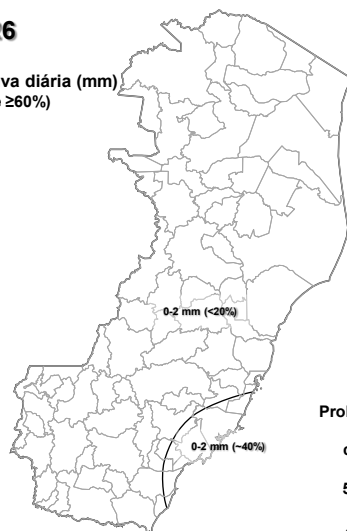 26
va diária (mm)
e ≥60%)
0-2 mm (<20%)
0-2 mm (~40%)
Prol
5